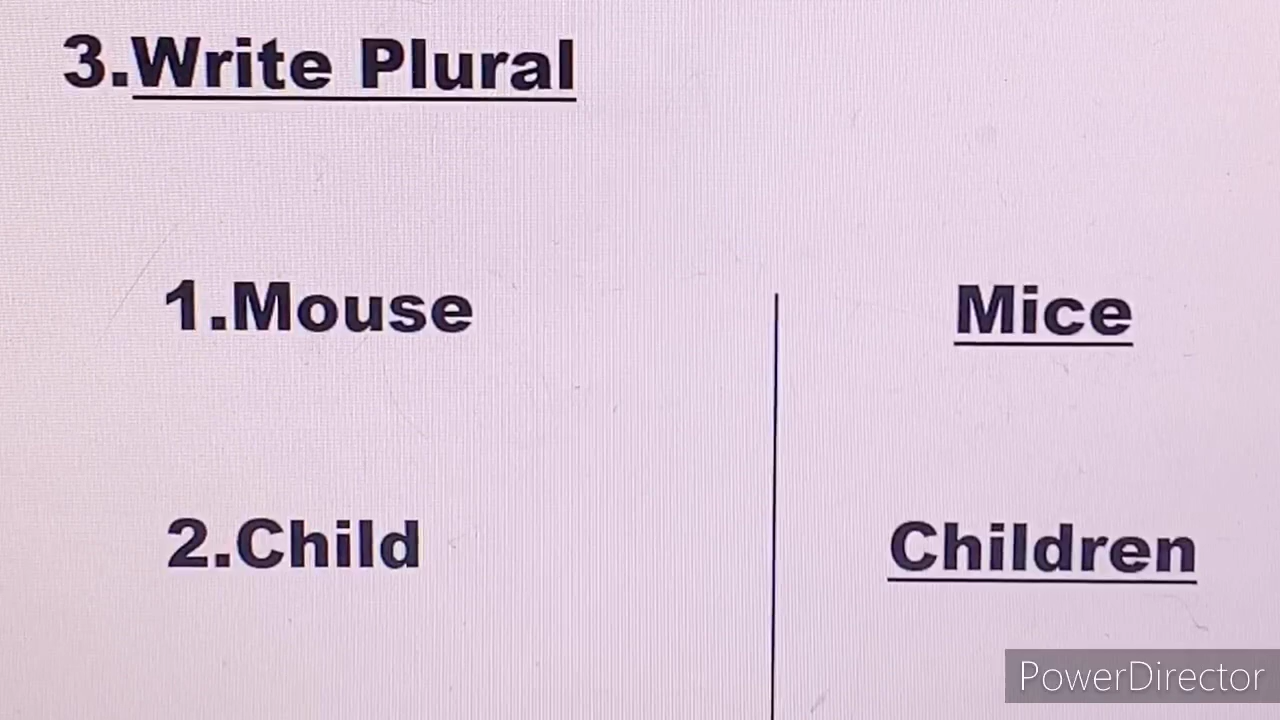 3.Write Plural
1.Mouse
Mice
2.Child
Children
PowerDirector